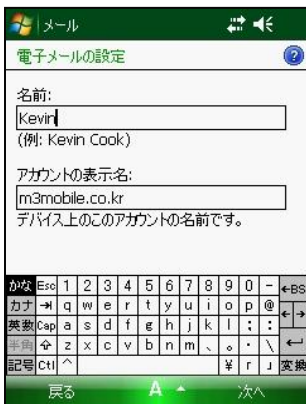 メール
電子メールの設定
名前:
Kevin
(例: Kevin Cook)
アカウントの表示名:
m3mobile.co.kr
デバイス上のこのアカウントの名前です。
かな Esc 1 2 3 4 5 6 7 8 9 0 - ←BS
カナ →| q w e r t y u i o p @ ← →
英数 Cap a s d f g h j k l ; :
半角 ⇧ z x c v b n m 、 。 ・ \ ↵
記号 Ctl ^ ¥ 「 」 変換
戻る A 次へ